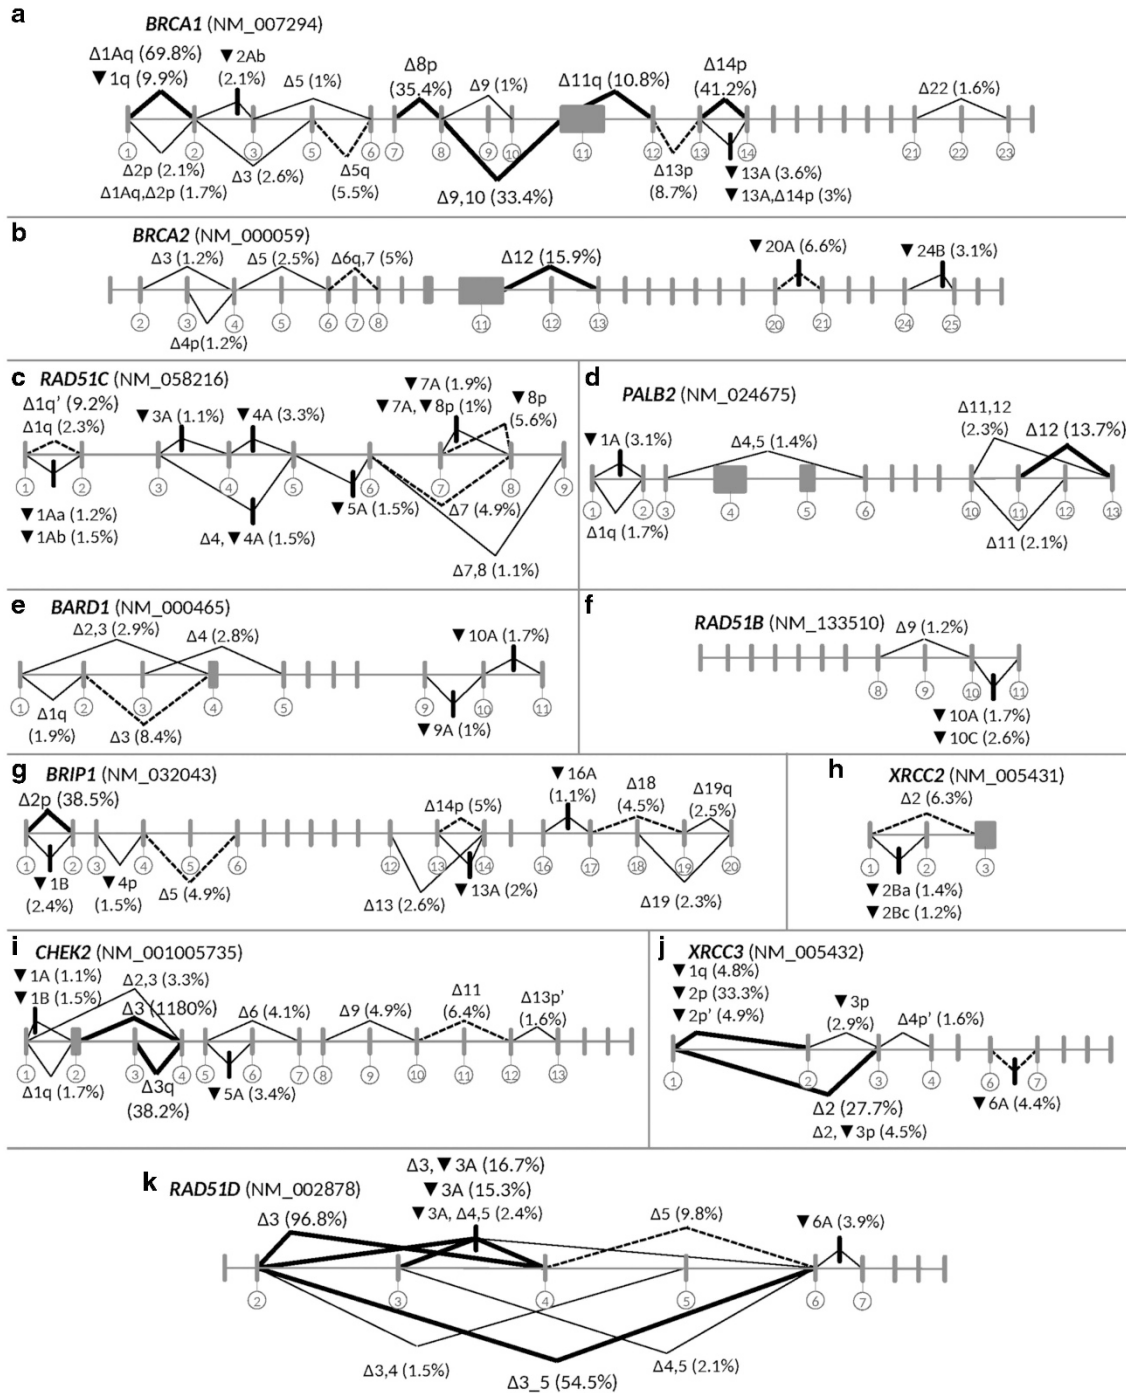 a
BRCA1 (NM_007294)
Δ1Aq (69.8%)
▼ 1q (9.9%)
▼ 2Ab
(2.1%)
Δ5 (1%)
Δ8p
(35.4%)
Δ9 (1%)
Δ11q (10.8%)
Δ14p
(41.2%)
Δ22 (1.6%)
1 2 3 5 6 7 8 9 10 11 12 13 14 21 22 23
Δ2p (2.1%)
Δ1Aq,Δ2p (1.7%)
Δ3 (2.6%)
Δ5q
(5.5%)
Δ9,10 (33.4%)
Δ13p
(8.7%)
▼ 13A (3.6%)
▼ 13A,Δ14p (3%)
b
BRCA2 (NM_000059)
Δ3 (1.2%)
Δ5 (2.5%)
Δ6q,7 (5%)
Δ12 (15.9%)
▼ 20A (6.6%)
▼ 24B (3.1%)
2 3 4 5 6 7 8 11 12 13 20 21 24 25
Δ4p(1.2%)
c
RAD51C (NM_058216)
Δ1q' (9.2%)
Δ1q (2.3%)
▼ 3A (1.1%)
▼ 4A (3.3%)
▼ 7A (1.9%)
▼ 7A, ▼ 8p (1%)
▼ 8p
(5.6%)
1 2 3 4 5 6 7 8 9
▼ 1Aa (1.2%)
▼ 1Ab (1.5%)
Δ4, ▼ 4A (1.5%)
▼ 5A (1.5%)
Δ7 (4.9%)
Δ7,8 (1.1%)
d
PALB2 (NM_024675)
▼ 1A (3.1%)
Δ4,5 (1.4%)
Δ11,12
(2.3%)
Δ12 (13.7%)
1 2 3 4 5 6 10 11 12 13
Δ1q (1.7%)
Δ11 (2.1%)
e
BARD1 (NM_000465)
Δ2,3 (2.9%)
Δ4 (2.8%)
▼ 10A (1.7%)
1 2 3 4 5 9 10 11
Δ1q
(1.9%)
Δ3 (8.4%)
▼ 9A (1%)
f
RAD51B (NM_133510)
Δ9 (1.2%)
8 9 10 11
▼ 10A (1.7%)
▼ 10C (2.6%)
g
BRIP1 (NM_032043)
Δ2p (38.5%)
Δ14p (5%)
▼ 16A
(1.1%)
Δ18
(4.5%)
Δ19q
(2.5%)
1 2 3 4 5 6 12 13 14 16 17 18 19 20
▼ 1B
(2.4%)
▼ 4p
(1.5%)
Δ5 (4.9%)
Δ13 (2.6%)
▼ 13A (2%)
Δ19 (2.3%)
h
XRCC2 (NM_005431)
Δ2 (6.3%)
1 2 3
▼ 2Ba (1.4%)
▼ 2Bc (1.2%)
i
CHEK2 (NM_001005735)
▼ 1A (1.1%)
▼ 1B (1.5%)
Δ2,3 (3.3%)
Δ3 (1180%)
Δ6 (4.1%)
Δ9 (4.9%)
Δ11
(6.4%)
Δ13p'
(1.6%)
1 2 3 4 5 6 7 8 9 10 11 12 13
Δ1q (1.7%)
Δ3q
(38.2%)
▼ 5A (3.4%)
j
XRCC3 (NM_005432)
▼ 1q (4.8%)
▼ 2p (33.3%)
▼ 2p' (4.9%)
▼ 3p
(2.9%)
Δ4p' (1.6%)
1 2 3 4 6 7
Δ2 (27.7%)
Δ2, ▼ 3p (4.5%)
▼ 6A (4.4%)
k
RAD51D (NM_002878)
Δ3, ▼ 3A (16.7%)
▼ 3A (15.3%)
▼ 3A, Δ4,5 (2.4%)
Δ3 (96.8%)
Δ5 (9.8%)
▼ 6A (3.9%)
2 3 4 5 6 7
Δ3,4 (1.5%)
Δ3_5 (54.5%)
Δ4,5 (2.1%)